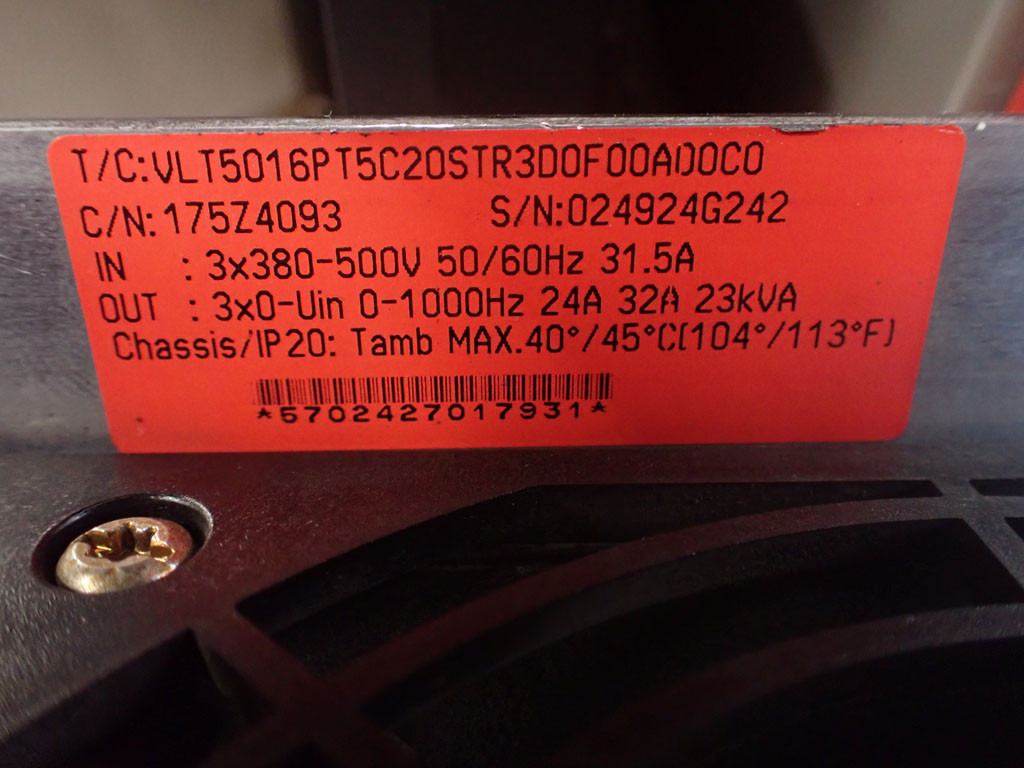 T/C:VLT5016PT5C20STR3D0F00A00C0
C/N: 175Z4093 S/N:024924G242
IN : 3x380-500V 50/60Hz 31.5A
OUT : 3x0-Uin 0-1000Hz 24A 32A 23kVA
Chassis/IP20: Tamb MAX.40°/45°C(104°/113°F)
*5702427017931*